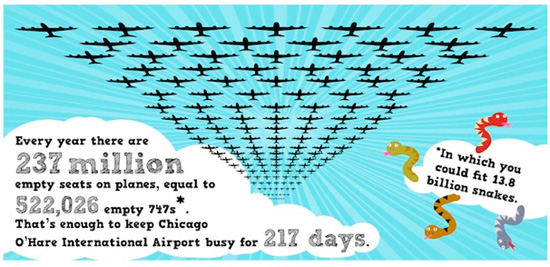 Every year there are
237 million
empty seats on planes, equal to
522,026 empty 747s*.
That's enough to keep Chicago
O'Hare International Airport busy for 217 days.
*In which you
could fit 13.8
billion snakes.